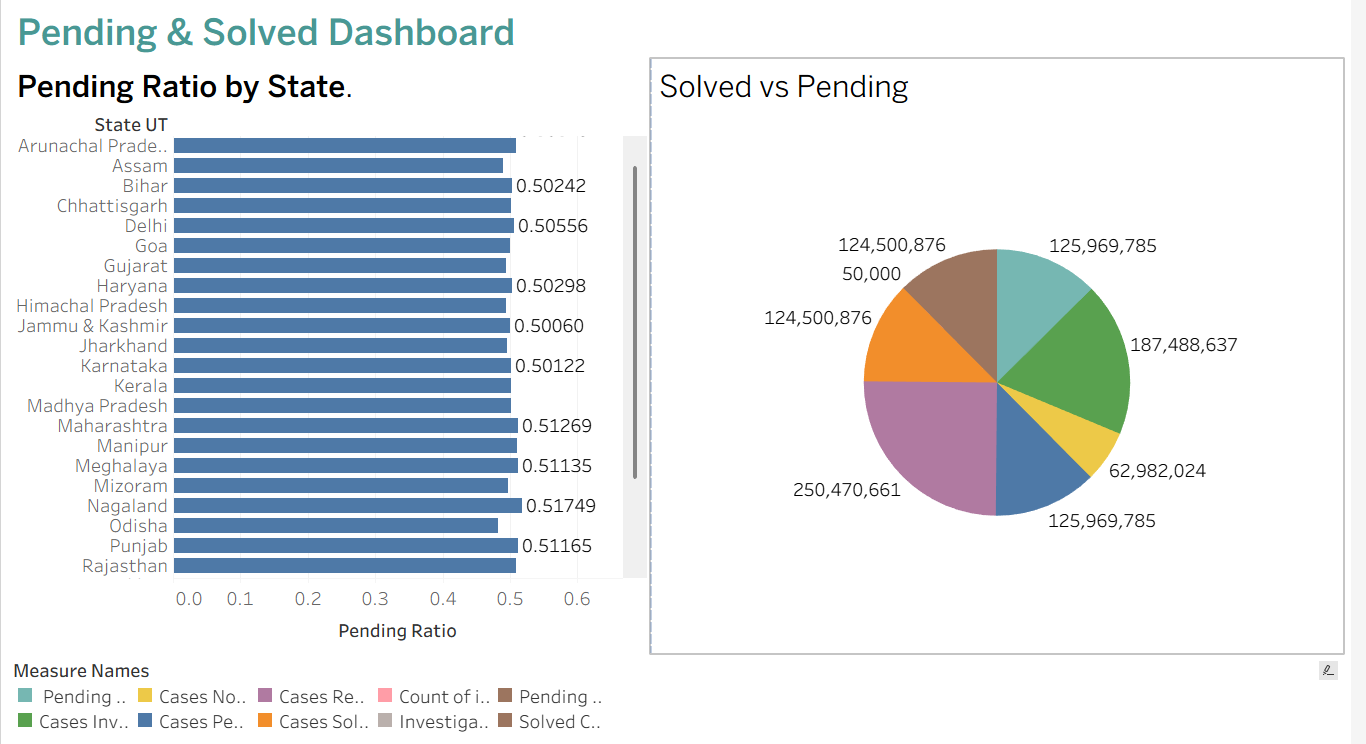 Pending & Solved Dashboard
Pending Ratio by State.
State UT
Arunachal Prade..
Assam
Bihar 0.50242
Chhattisgarh
Delhi 0.50556
Goa
Gujarat
Haryana 0.50298
Himachal Pradesh
Jammu & Kashmir 0.50060
Jharkhand
Karnataka 0.50122
Kerala
Madhya Pradesh
Maharashtra 0.51269
Manipur
Meghalaya 0.51135
Mizoram
Nagaland 0.51749
Odisha
Punjab 0.51165
Rajasthan
0.0 0.1 0.2 0.3 0.4 0.5 0.6
Pending Ratio
Solved vs Pending
124,500,876 125,969,785
50,000
124,500,876
187,488,637
62,982,024
250,470,661
125,969,785
Measure Names
Pending .. Cases No.. Cases Re.. Count of i.. Pending ..
Cases Inv.. Cases Pe.. Cases Sol.. Investiga.. Solved C..